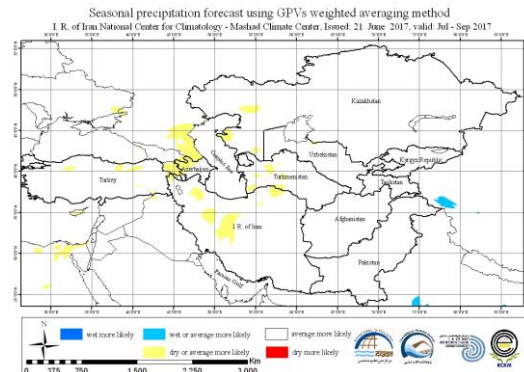 Seasonal precipitation forecast using GPVs weighted averaging method
I. R. of Iran National Center for Climatology - Mashad Climate Center, Issued: 21 June 2017, valid: Jul - Sep 2017
Kazakhstan
Uzbekistan
Kyrgyz Republic
Azerbaijan
Caspian Sea
Turkey
Turkmenistan
Tajikistan
I. R. of Iran
Afghanistan
Pakistan
Persian Gulf
N
wet more likely
wet or average more likely
average more likely
dry or average more likely
dry more likely
0 375 750 1,500 2,250 3,000
Km